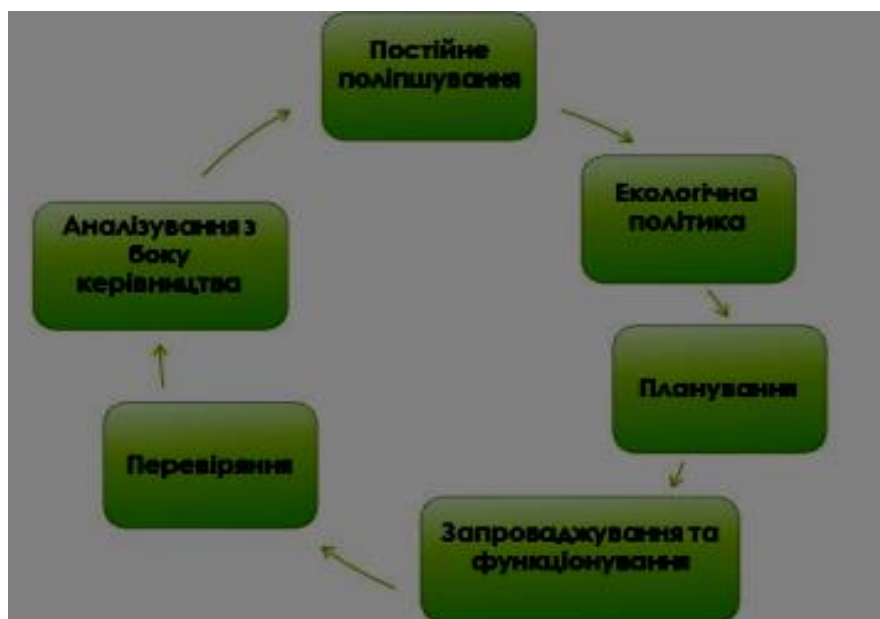 Постійне
поліпшування
Екологічна
політика
Планування
Запроваджування та
функціонування
Перевіряння
Аналізування з
боку
керівництва